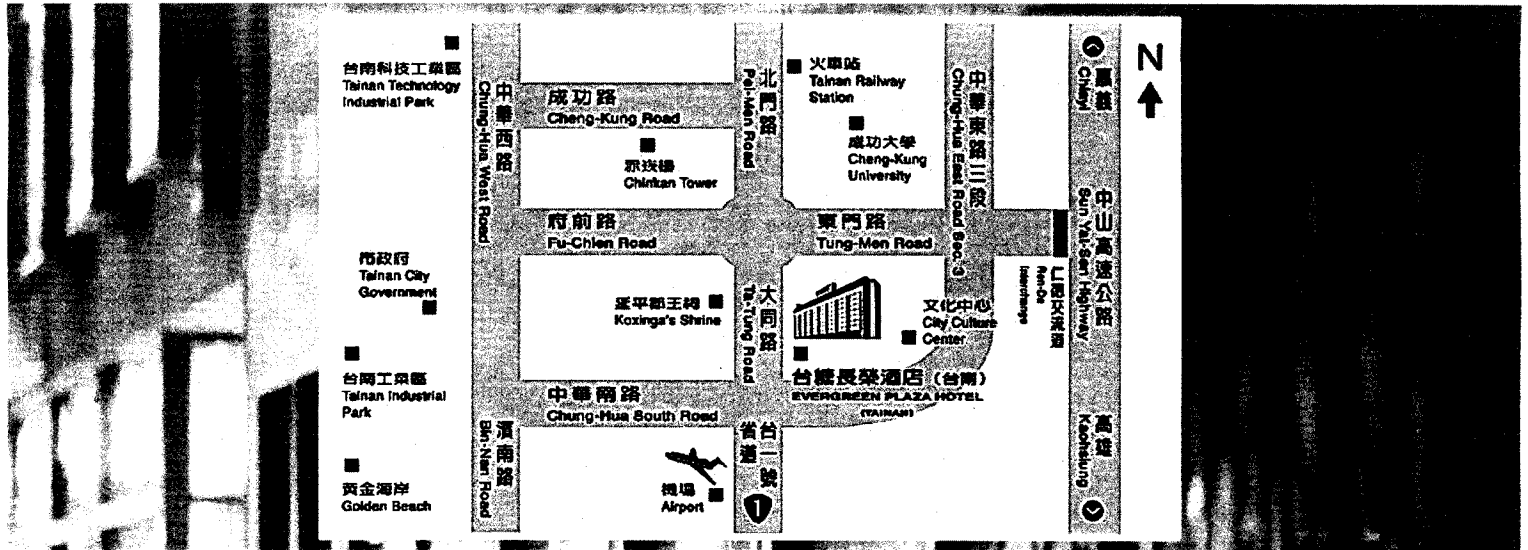 台南科技工業區
Tainan Technology
Industrial Park
中華西路
Chung-Hua West Road
成功路
Cheng-Kung Road
北門路
Pei-Men Road
火車站
Tainan Railway
Station
成功大學
Cheng-Kung
University
中華東路三段
Chung-Hua East Road Sec. 3
嘉義
Chiayi
N
赤崁樓
Chinkan Tower
府前路
Fu-Chien Road
東門路
Tung-Men Road
中山高速公路
Sun Yat-Sen Highway
仁德交流道
Ren-De
Interchange
市政府
Tainan City
Government
延平郡王祠
Koxinga's Shrine
大同路
Ta-Tung Road
文化中心
City Culture
Center
台南工業區
Tainan Industrial
Park
台糖長榮酒店(台南)
EVERGREEN PLAZA HOTEL
(TAINAN)
中華南路
Chung-Hua South Road
濱南路
Bin-Nan Road
台一號
省道
1
高雄
Kaohsiung
黃金海岸
Golden Beach
機場
Airport